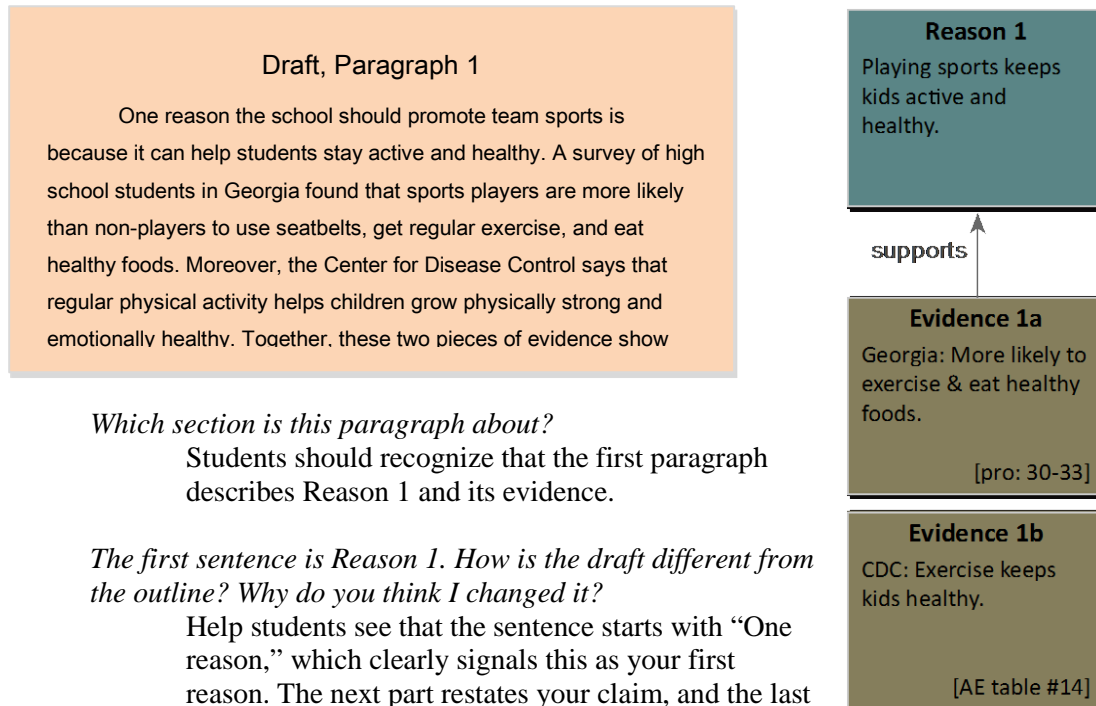 Draft, Paragraph 1
One reason the school should promote team sports is
because it can help students stay active and healthy. A survey of high
school students in Georgia found that sports players are more likely
than non-players to use seatbelts, get regular exercise, and eat
healthy foods. Moreover, the Center for Disease Control says that
regular physical activity helps children grow physically strong and
emotionally healthy. Together, these two pieces of evidence show
Which section is this paragraph about?
Students should recognize that the first paragraph
describes Reason 1 and its evidence.
The first sentence is Reason 1. How is the draft different from
the outline? Why do you think I changed it?
Help students see that the sentence starts with “One
reason,” which clearly signals this as your first
reason. The next part restates your claim, and the last
Reason 1
Playing sports keeps
kids active and
healthy.
supports
Evidence 1a
Georgia: More likely to
exercise & eat healthy
foods.
[pro: 30-33]
Evidence 1b
CDC: Exercise keeps
kids healthy.
[AE table #14]